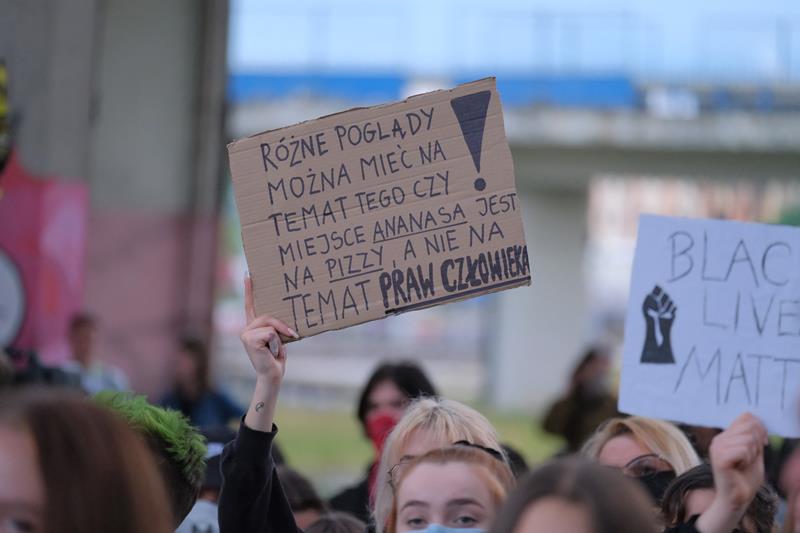 RÓŻNE POGLĄDY
MOŻNA MIEĆ NA
TEMAT TEGO CZY
MIEJSCE ANANASA JEST
NA PIZZY, A NIE NA
TEMAT PRAW CZŁOWIEKA
!
BLAC
LIVE
MATT